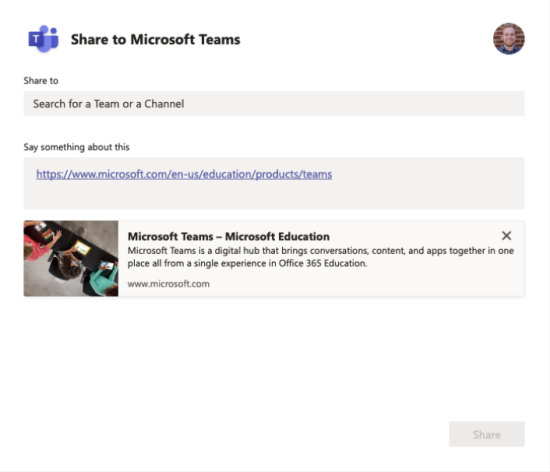 T
Share to Microsoft Teams
Share to
Search for a Team or a Channel
Say something about this
https://www.microsoft.com/en-us/education/products/teams
Microsoft Teams – Microsoft Education
Microsoft Teams is a digital hub that brings conversations, content, and apps together in one
place all from a single experience in Office 365 Education.
www.microsoft.com
Share